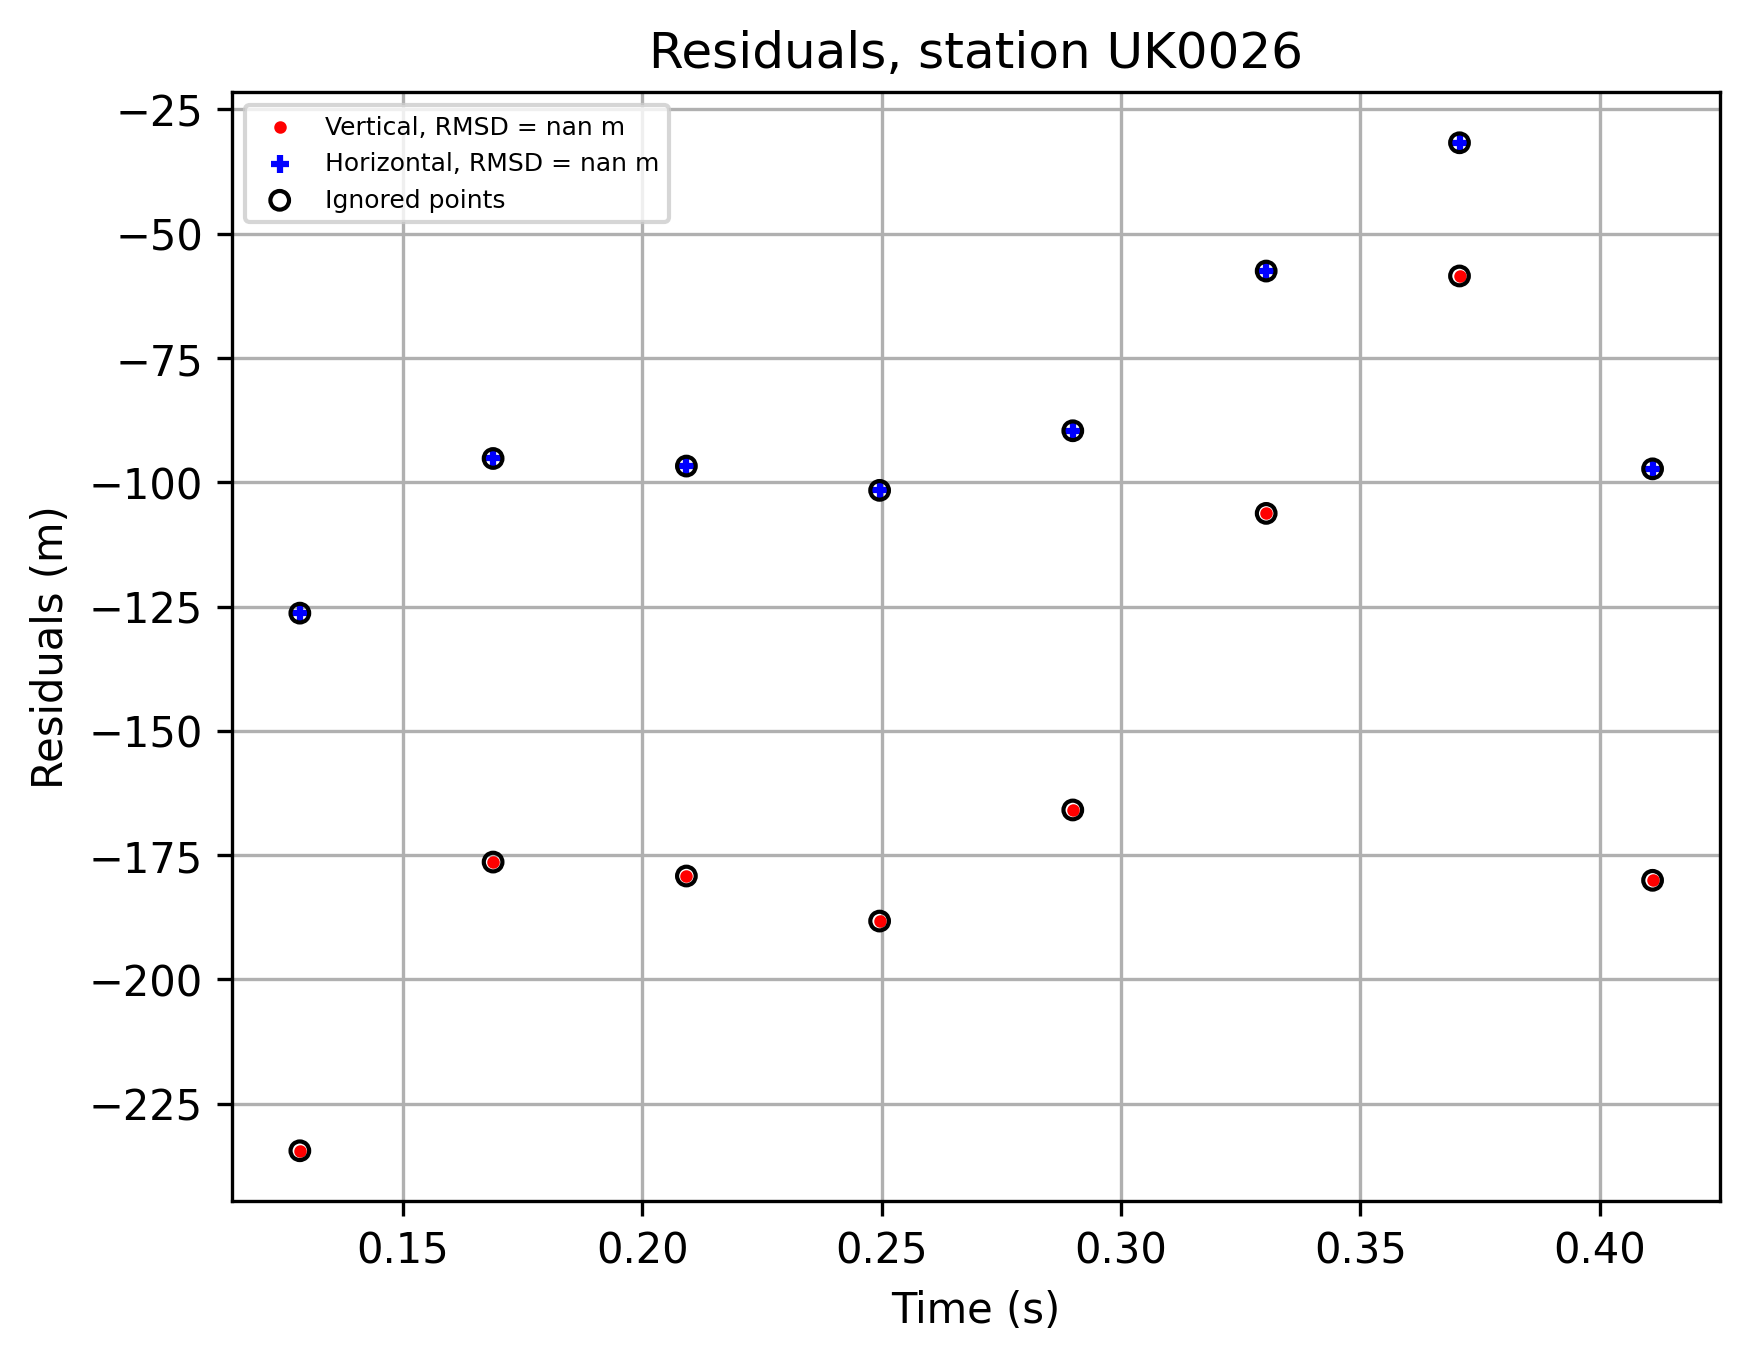 Residuals, station UK0026
Vertical, RMSD = nan m
Horizontal, RMSD = nan m
Ignored points
−25
−50
−75
−100
−125
−150
−175
−200
−225
Residuals (m)
0.15 0.20 0.25 0.30 0.35 0.40
Time (s)